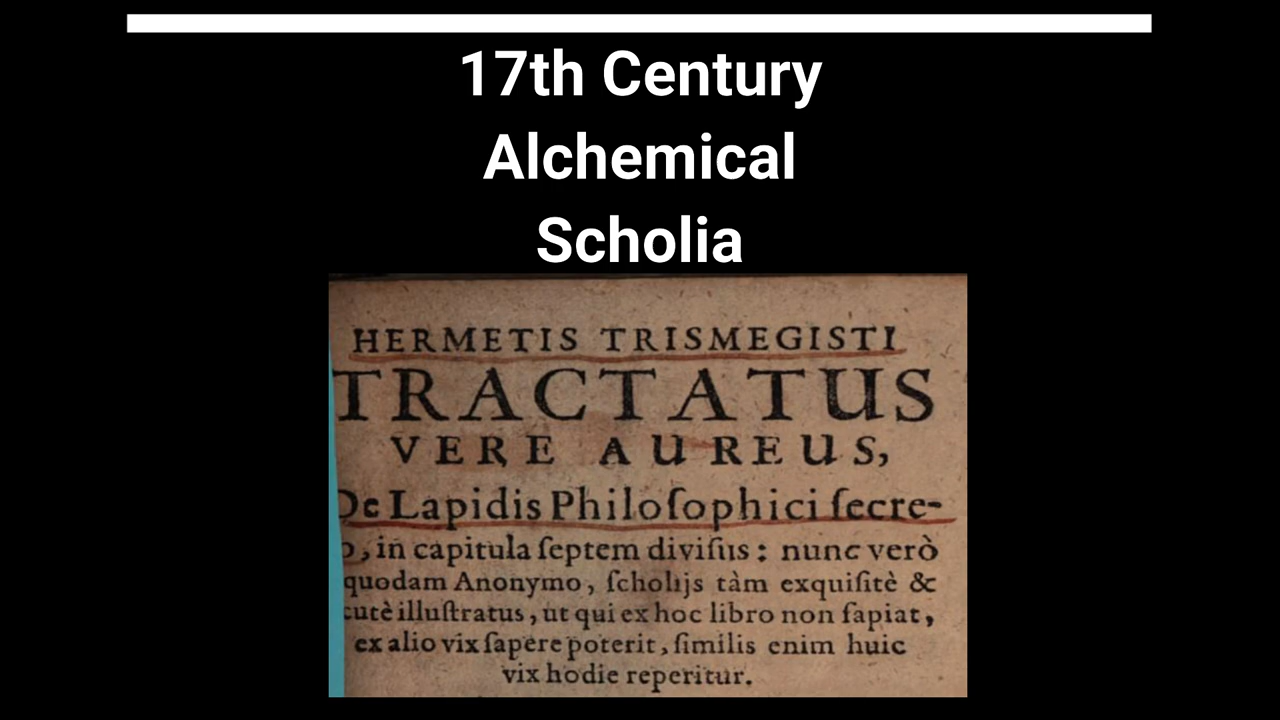 17th Century
Alchemical
Scholia
HERMETIS TRISMEGISTI
TRACTATUS
VERE AUREUS,
De Lapidis Philoſophici ſecre-
o, in capitula ſeptem diviſus: nunc verò
quodam Anonymo, ſcholijs tàm exquiſitè &
cutè illuſtratus, ut qui ex hoc libro non ſapiat,
ex alio vix ſapere poterit, ſimilis enim huic
vix hodie reperitur.